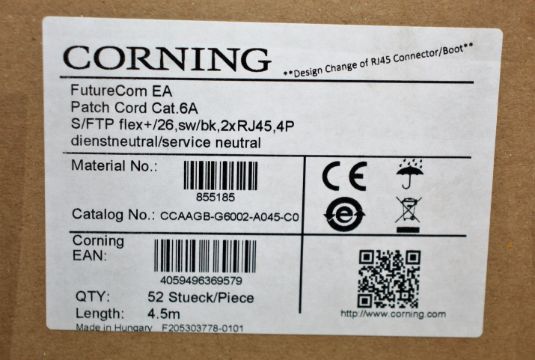 CORNING
**Design Change of RJ45 Connector/Boot**
FutureCom EA
Patch Cord Cat.6A
S/FTP flex+/26,sw/bk,2xRJ45,4P
dienstneutral/service neutral
Material No.:
855185
Catalog No.: CCAAGB-G6002-A045-C0
CE
e
Corning
EAN:
4059496369579
QTY: 52 Stueck/Piece
Length: 4.5m
Made in Hungary F205303778-0101
http://www.corning.com